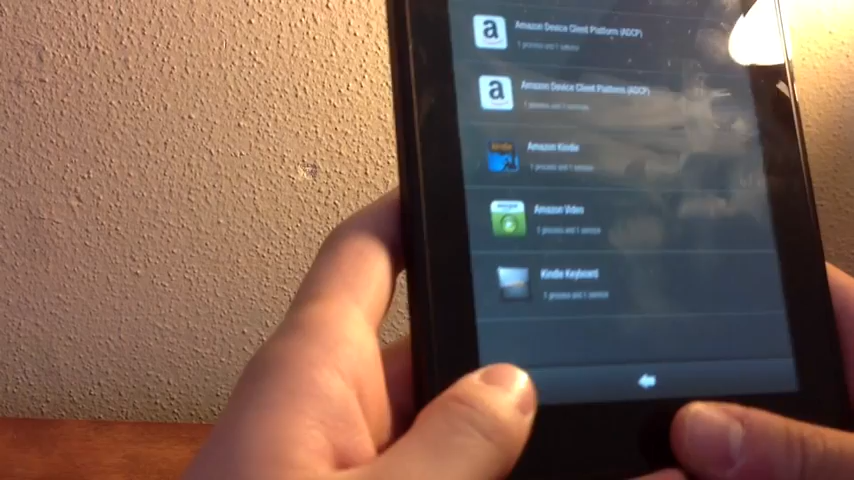 Amazon Device Client Platform (ADCP)
1 process and 1 service
Amazon Device Client Platform (ADCP)
1 process and 1 services
Amazon Kindle
1 process and 1 service
Amazon Video
1 process and 1 service
Kindle Keyboard
1 process and 1 service